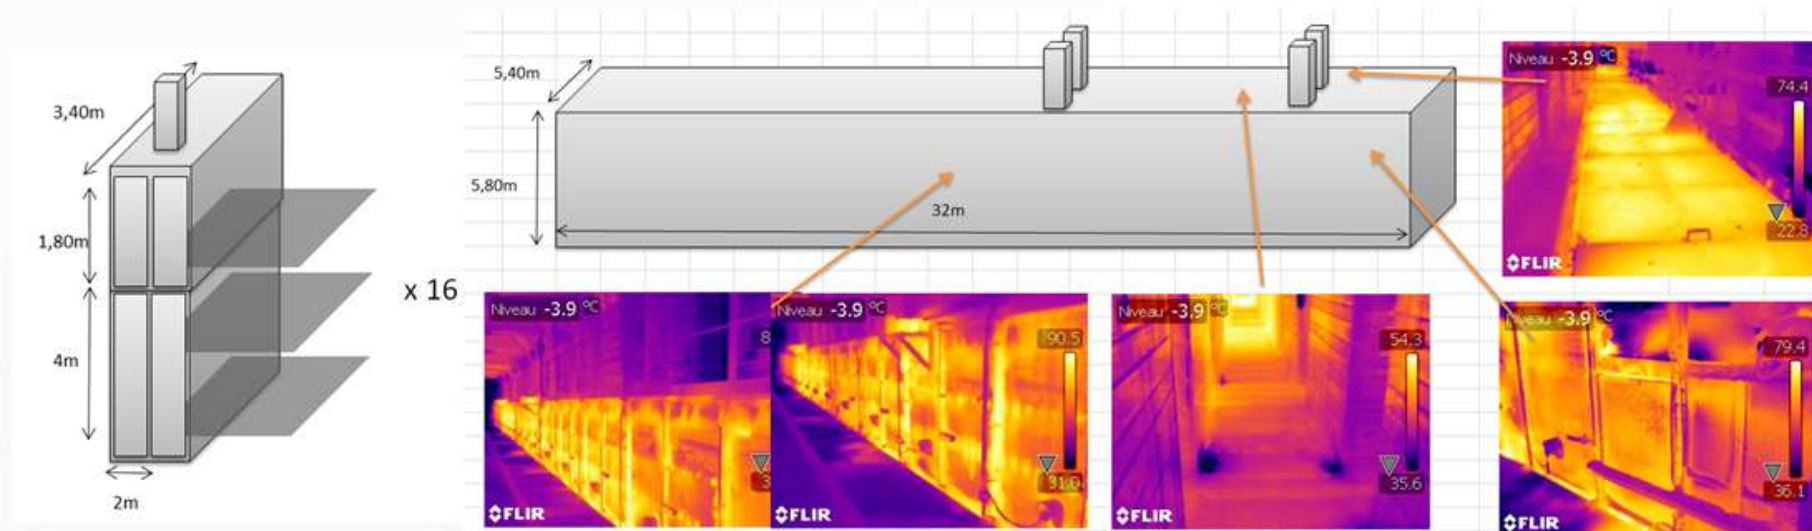 3,40m
1,80m
4m
2m
x 16
5,40m
5,80m
32m
Niveau -3.9 °C
74.4
22.8
FLIR
Niveau -3.9 °C
8
3
FLIR
Niveau -3.9 °C
90.5
31.0
FLIR
Niveau -3.9 °C
54.3
35.6
FLIR
Niveau -3.9 °C
79.4
36.1
FLIR